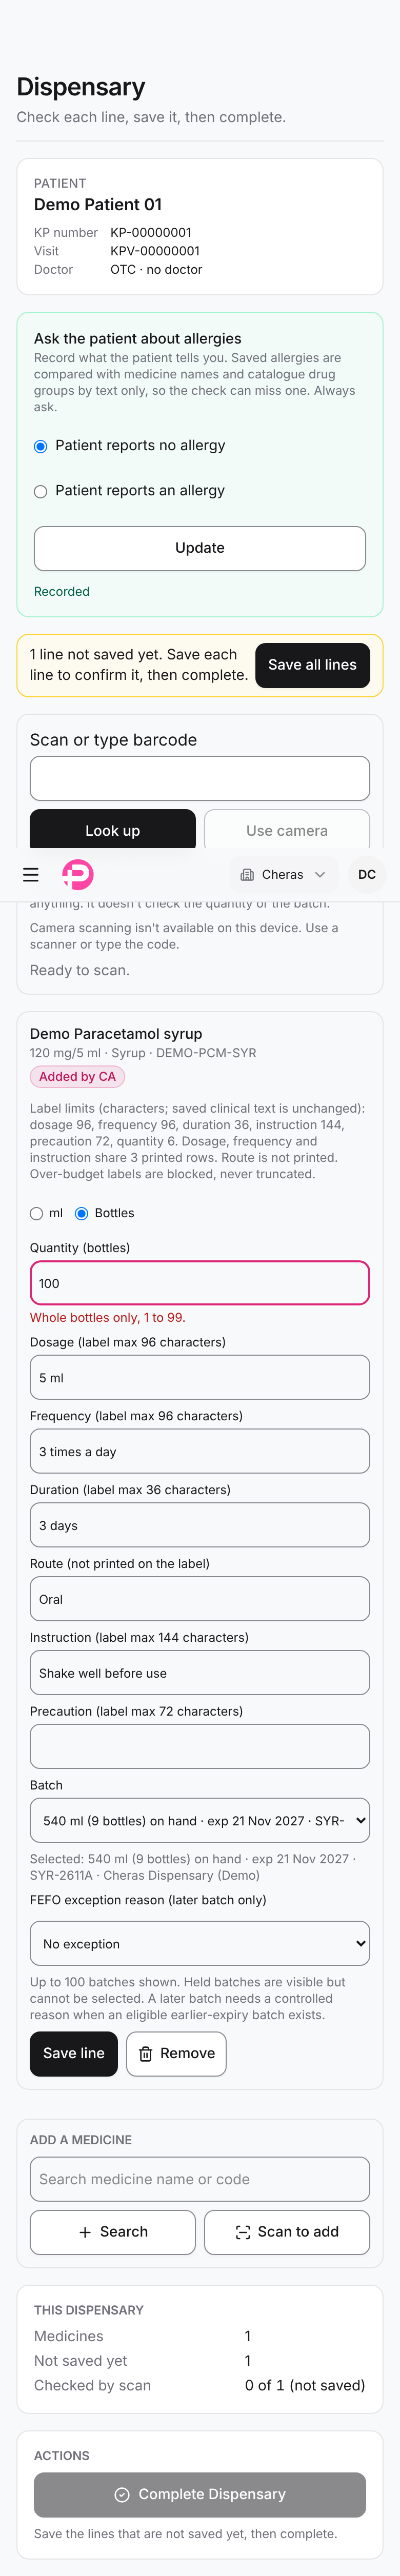 Dispensary
Check each line, save it, then complete.
PATIENT
Demo Patient 01
KP number KP-00000001
Visit KPV-00000001
Doctor OTC · no doctor
Ask the patient about allergies
Record what the patient tells you. Saved allergies are
compared with medicine names and catalogue drug
groups by text only, so the check can miss one. Always
ask.
Patient reports no allergy
Patient reports an allergy
Update
Recorded
1 line not saved yet. Save each
line to confirm it, then complete.
Save all lines
Scan or type barcode
Look up
Use camera
Cheras
DC
anything. It doesn't check the quantity or the batch.
Camera scanning isn't available on this device. Use a
scanner or type the code.
Ready to scan.
Demo Paracetamol syrup
120 mg/5 ml · Syrup · DEMO-PCM-SYR
Added by CA
Label limits (characters; saved clinical text is unchanged):
dosage 96, frequency 96, duration 36, instruction 144,
precaution 72, quantity 6. Dosage, frequency and
instruction share 3 printed rows. Route is not printed.
Over-budget labels are blocked, never truncated.
ml Bottles
Quantity (bottles)
100
Whole bottles only, 1 to 99.
Dosage (label max 96 characters)
5 ml
Frequency (label max 96 characters)
3 times a day
Duration (label max 36 characters)
3 days
Route (not printed on the label)
Oral
Instruction (label max 144 characters)
Shake well before use
Precaution (label max 72 characters)
Batch
540 ml (9 bottles) on hand · exp 21 Nov 2027 · SYR-
Selected: 540 ml (9 bottles) on hand · exp 21 Nov 2027 ·
SYR-2611A · Cheras Dispensary (Demo)
FEFO exception reason (later batch only)
No exception
Up to 100 batches shown. Held batches are visible but
cannot be selected. A later batch needs a controlled
reason when an eligible earlier-expiry batch exists.
Save line
Remove
ADD A MEDICINE
Search medicine name or code
Search
Scan to add
THIS DISPENSARY
Medicines 1
Not saved yet 1
Checked by scan 0 of 1 (not saved)
ACTIONS
Complete Dispensary
Save the lines that are not saved yet, then complete.